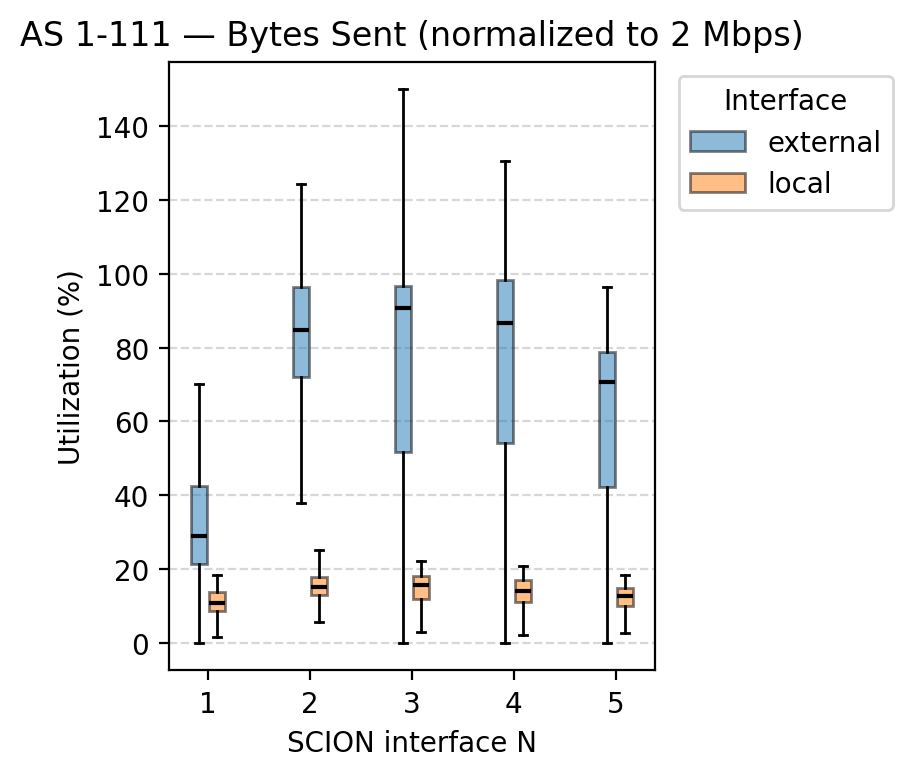 AS 1-111 — Bytes Sent (normalized to 2 Mbps)
Interface
external
local
Utilization (%)
140
120
100
80
60
40
20
0
1 2 3 4 5
SCION interface N